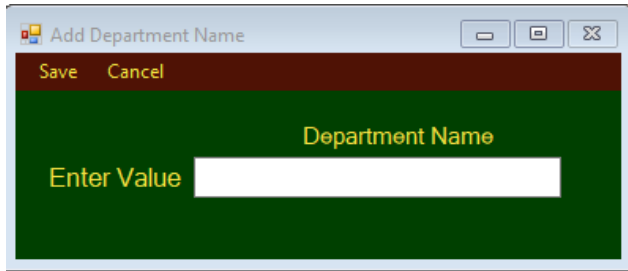 Add Department Name
Save Cancel
Department Name
Enter Value